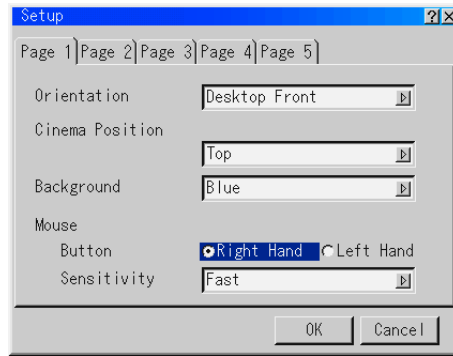 Setup
Page 1 Page 2 Page 3 Page 4 Page 5
Orientation Desktop Front
Cinema Position
Top
Background Blue
Mouse
Button Right Hand Left Hand
Sensitivity Fast
OK Cancel